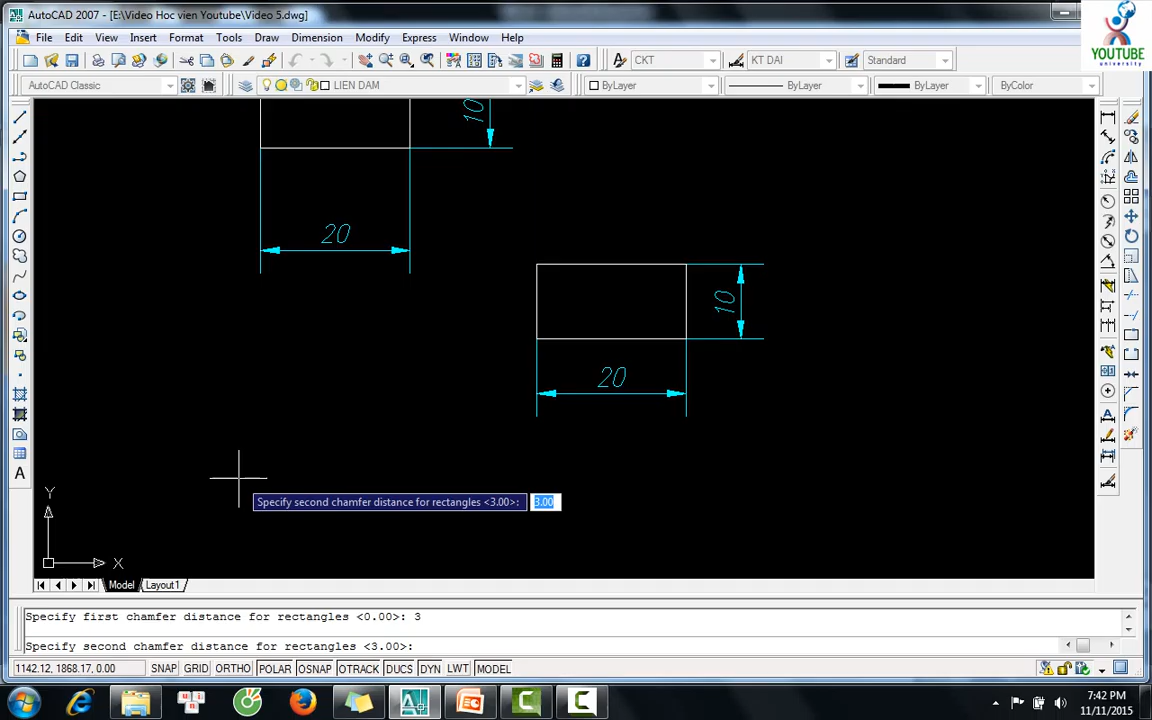 AutoCAD 2007 - [E:\Video Hoc vien Youtube\Video 5.dwg]
File Edit View Insert Format Tools Draw Dimension Modify Express Window Help
YOUTUBE
university
CKT KT DAI Standard
AutoCAD Classic LIEN DAM ByLayer ByLayer ByLayer ByColor
10
20
10
20
Specify second chamfer distance for rectangles <3.00>: 3.00
Y
X
A
Model Layout1
Specify first chamfer distance for rectangles <0.00>: 3
Specify second chamfer distance for rectangles <3.00>:
1142.12, 1868.17, 0.00 SNAP GRID ORTHO POLAR OSNAP OTRACK DUCS DYN LWT MODEL
7:42 PM
11/11/2015